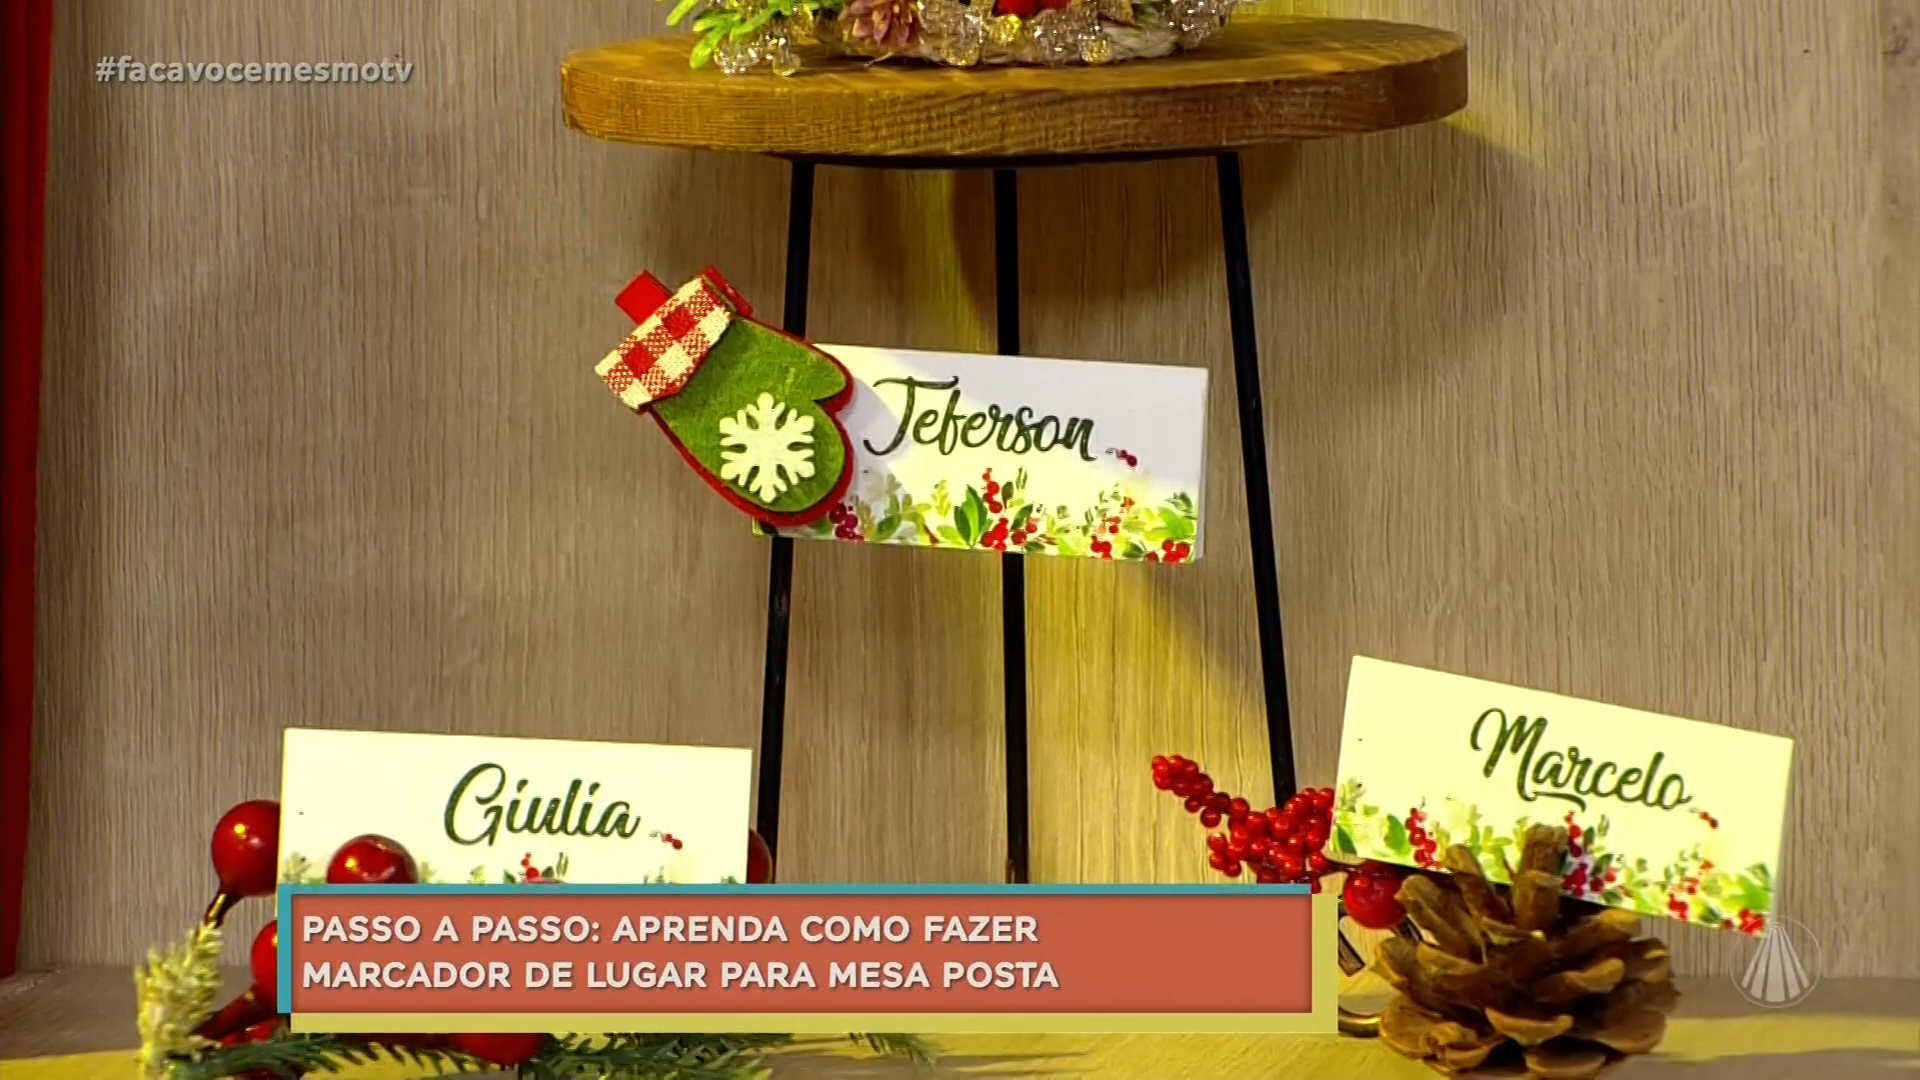 #facavocemesmotv
Jeferson
Giulia
Marcelo
PASSO A PASSO: APRENDA COMO FAZER
MARCADOR DE LUGAR PARA MESA POSTA